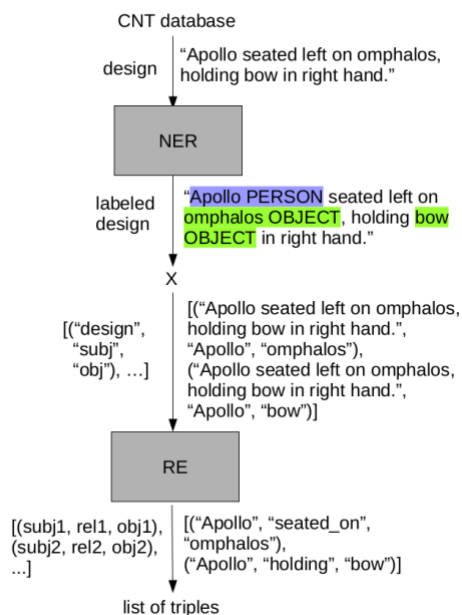 CNT database
design
“Apollo seated left on omphalos,
holding bow in right hand.”
NER
labeled
design
“Apollo PERSON seated left on
omphalos OBJECT, holding bow
OBJECT in right hand.”
X
[(“design”,
“subj”,
“obj”), ...]
[(“Apollo seated left on omphalos,
holding bow in right hand.”,
“Apollo”, “omphalos”),
(“Apollo seated left on omphalos,
holding bow in right hand.”,
“Apollo”, “bow”)]
RE
[(subj1, rel1, obj1),
(subj2, rel2, obj2),
...]
[(“Apollo”, “seated_on”,
“omphalos”),
(“Apollo”, “holding”, “bow”)]
list of triples